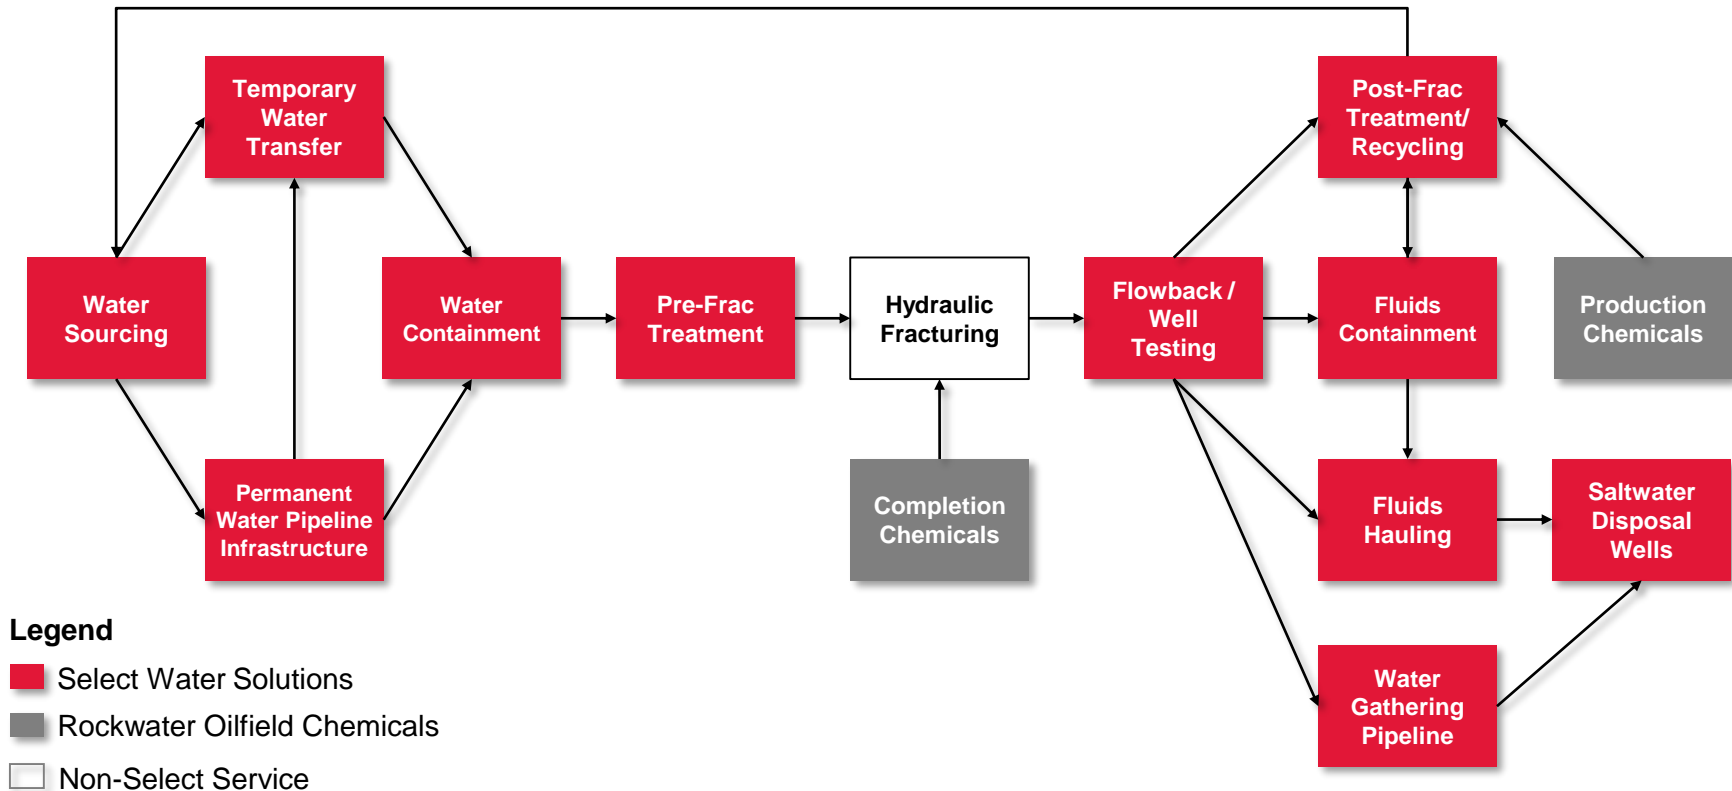 Temporary
Water
Transfer
Post-Frac
Treatment/
Recycling
Water
Sourcing
Water
Containment
Pre-Frac
Treatment
Hydraulic
Fracturing
Flowback /
Well
Testing
Fluids
Containment
Production
Chemicals
Permanent
Water Pipeline
Infrastructure
Completion
Chemicals
Fluids
Hauling
Saltwater
Disposal
Wells
Water
Gathering
Pipeline
Legend
Select Water Solutions
Rockwater Oilfield Chemicals
Non-Select Service